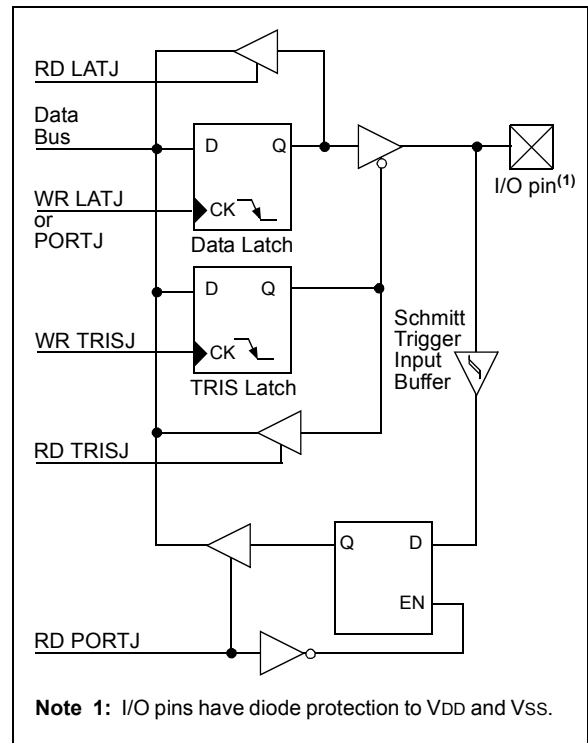 RD LATJ
Data
Bus
D Q
WR LATJ
or
PORTJ
CK
Data Latch
I/O pin(1)
D Q
WR TRISJ
CK
TRIS Latch
Schmitt
Trigger
Input
Buffer
RD TRISJ
Q D
EN
RD PORTJ
Note 1: I/O pins have diode protection to VDD and VSS.